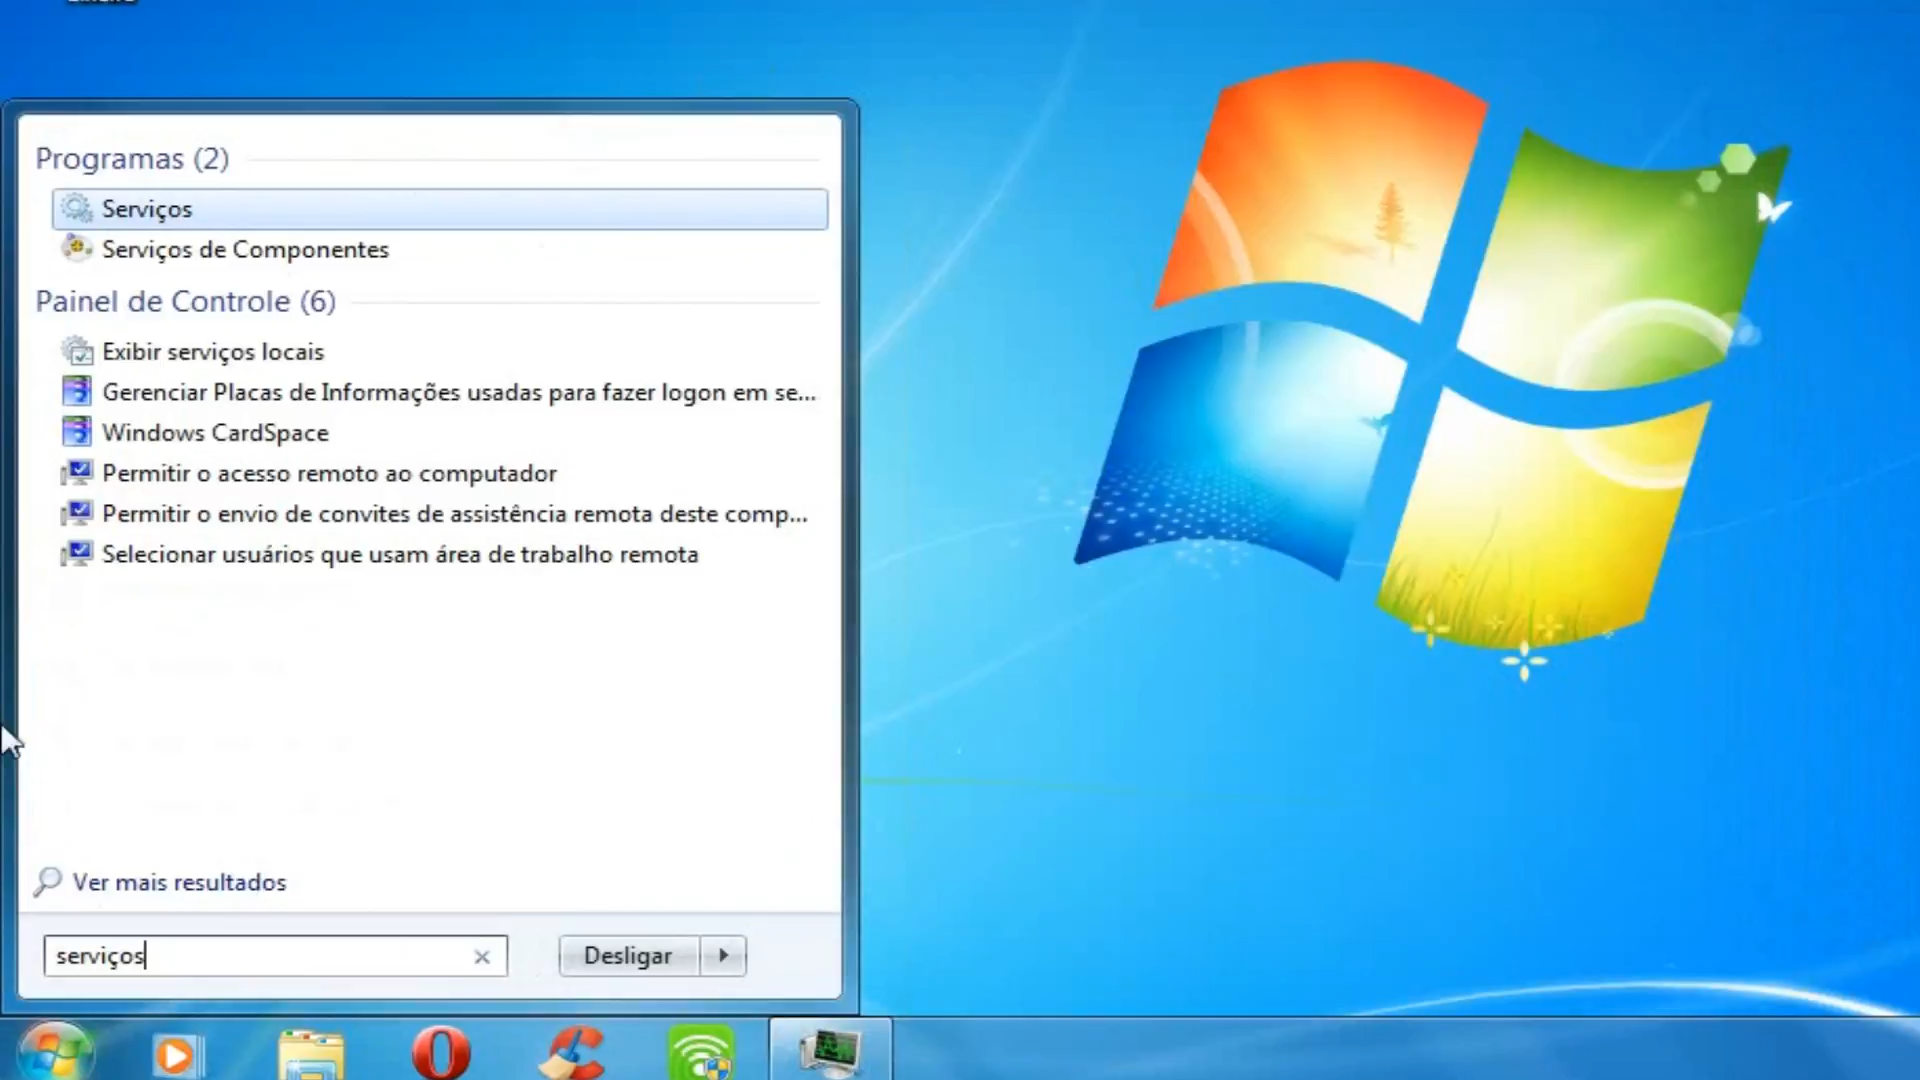 Programas (2)
Serviços
Serviços de Componentes
Painel de Controle (6)
Exibir serviços locais
Gerenciar Placas de Informações usadas para fazer logon em se...
Windows CardSpace
Permitir o acesso remoto ao computador
Permitir o envio de convites de assistência remota deste comp...
Selecionar usuários que usam área de trabalho remota
Ver mais resultados
serviços
Desligar